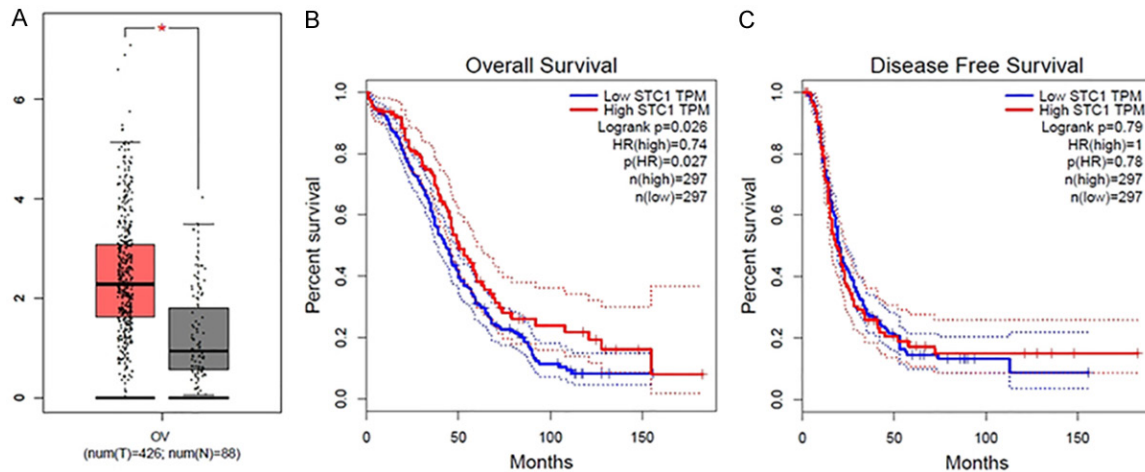 A
*
6
4
2
0
OV
(num(T)=426; num(N)=88)
B
Overall Survival
Low STC1 TPM
High STC1 TPM
Logrank p=0.026
HR(high)=0.74
p(HR)=0.027
n(high)=297
n(low)=297
Percent survival
1.0
0.8
0.6
0.4
0.2
0.0
0 50 100 150
Months
C
Disease Free Survival
Low STC1 TPM
High STC1 TPM
Logrank p=0.79
HR(high)=1
p(HR)=0.78
n(high)=297
n(low)=297
Percent survival
1.0
0.8
0.6
0.4
0.2
0.0
0 50 100 150
Months